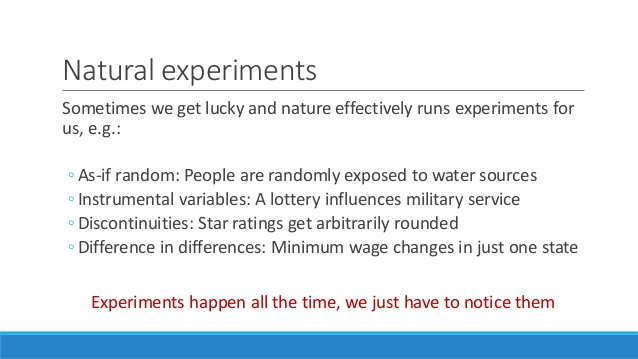 Natural experiments
Sometimes we get lucky and nature effectively runs experiments for
us, e.g.:
◦ As-if random: People are randomly exposed to water sources
◦ Instrumental variables: A lottery influences military service
◦ Discontinuities: Star ratings get arbitrarily rounded
◦ Difference in differences: Minimum wage changes in just one state
Experiments happen all the time, we just have to notice them